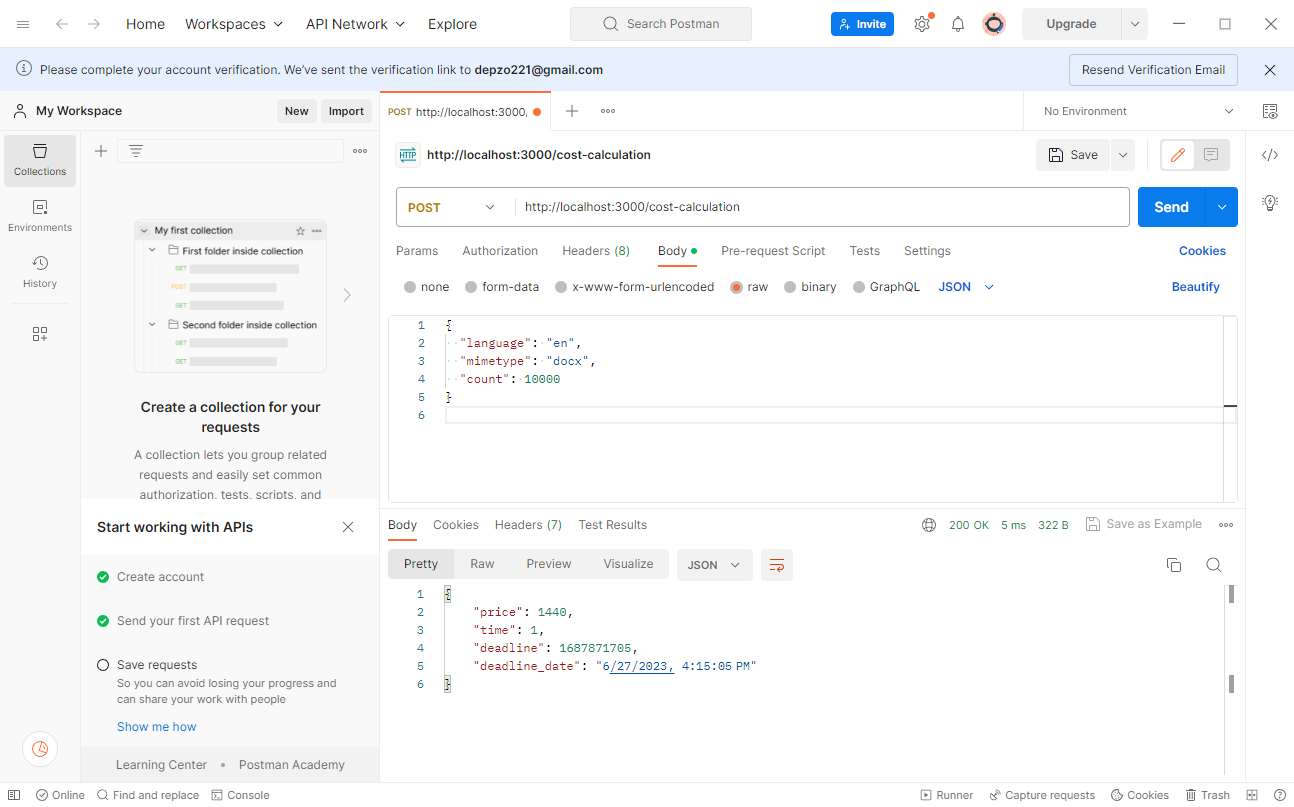 Home Workspaces API Network Explore Search Postman Invite Upgrade
Please complete your account verification. We've sent the verification link to depzo221@gmail.com Resend Verification Email
My Workspace New Import POST http://localhost:3000, No Environment
HTTP http://localhost:3000/cost-calculation Save
Collections
Environments
History
My first collection
First folder inside collection
GET
POST
GET
Second folder inside collection
GET
GET
Create a collection for your
requests
A collection lets you group related
requests and easily set common
authorization, tests, scripts, and
Start working with APIs
Create account
Send your first API request
Save requests
So you can avoid losing your progress and
can share your work with people
Show me how
Learning Center • Postman Academy
POST http://localhost:3000/cost-calculation Send
Params Authorization Headers (8) Body Pre-request Script Tests Settings Cookies
none form-data x-www-form-urlencoded raw binary GraphQL JSON Beautify
1 {
2 "language": "en",
3 "mimetype": "docx",
4 "count": 10000
5 }
6
Body Cookies Headers (7) Test Results 200 OK 5 ms 322 B Save as Example
Pretty Raw Preview Visualize JSON
1 {
2 "price": 1440,
3 "time": 1,
4 "deadline": 1687871705,
5 "deadline_date": "6/27/2023, 4:15:05 PM"
6 }
Online Find and replace Console Runner Capture requests Cookies Trash